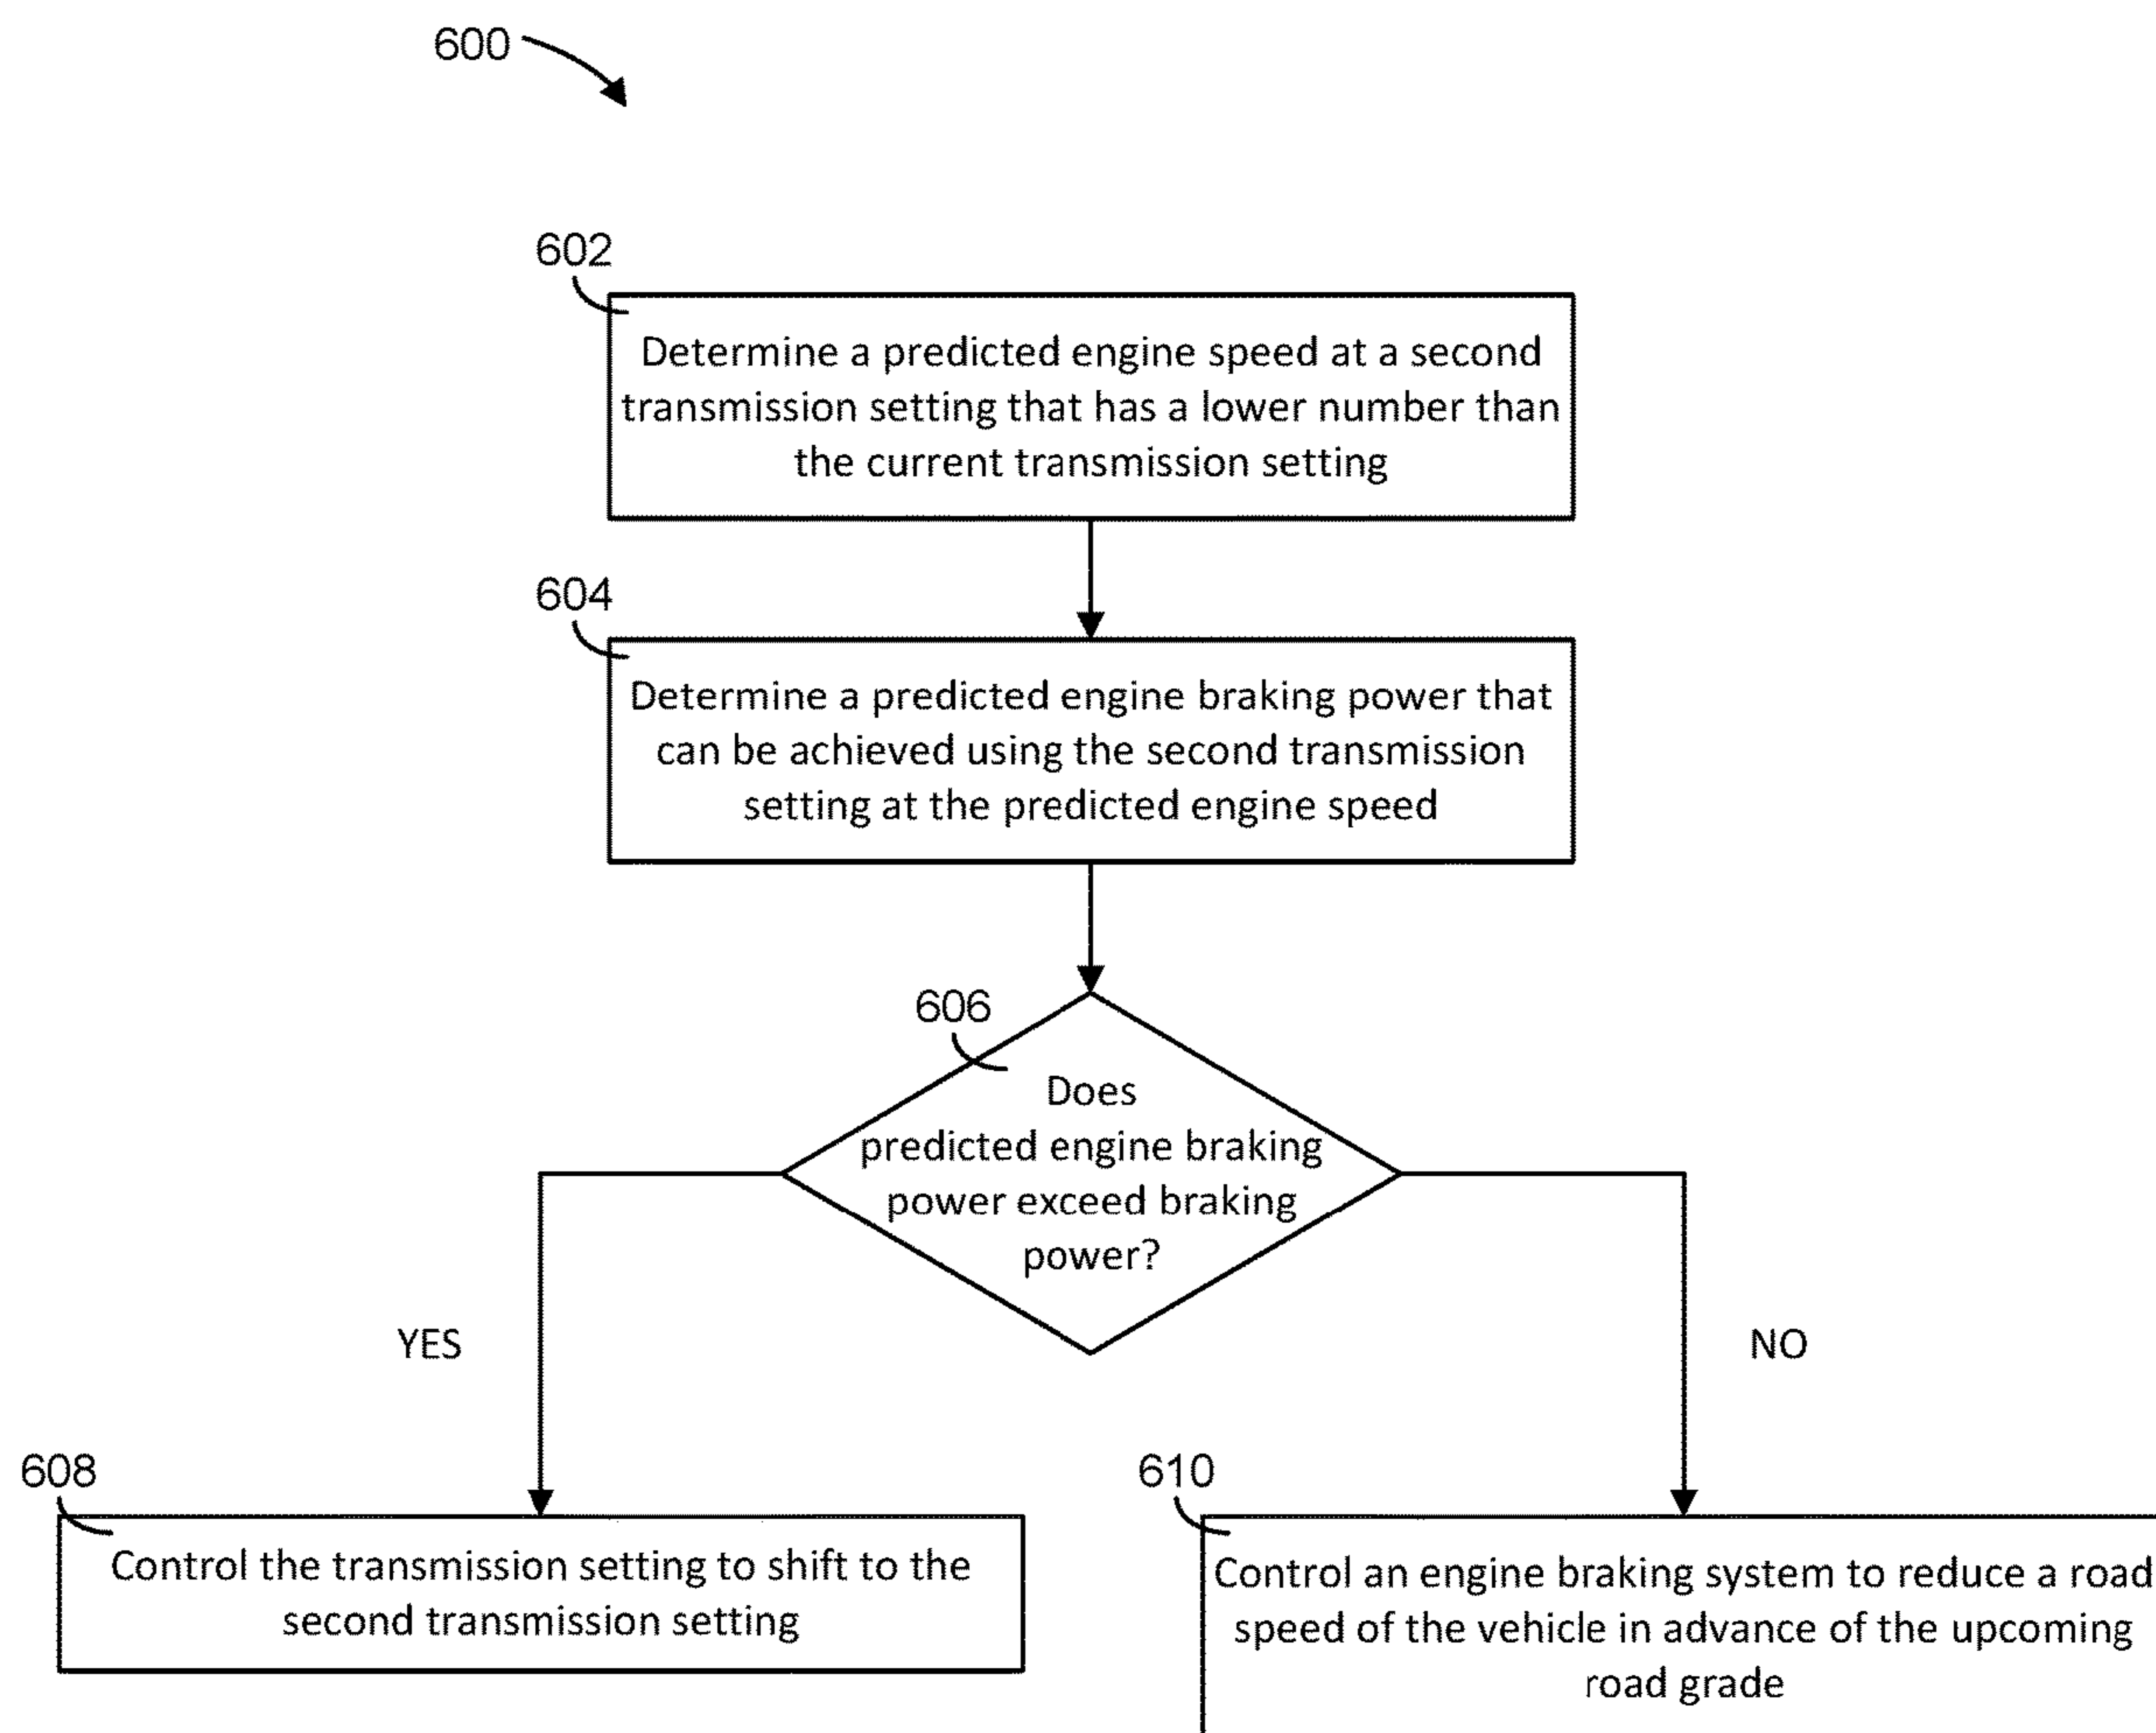 600
602
Determine a predicted engine speed at a second
transmission setting that has a lower number than
the current transmission setting
604
Determine a predicted engine braking power that
can be achieved using the second transmission
setting at the predicted engine speed
606
Does
predicted engine braking
power exceed braking
power?
YES
NO
608
Control the transmission setting to shift to the
second transmission setting
610
Control an engine braking system to reduce a road
speed of the vehicle in advance of the upcoming
road grade